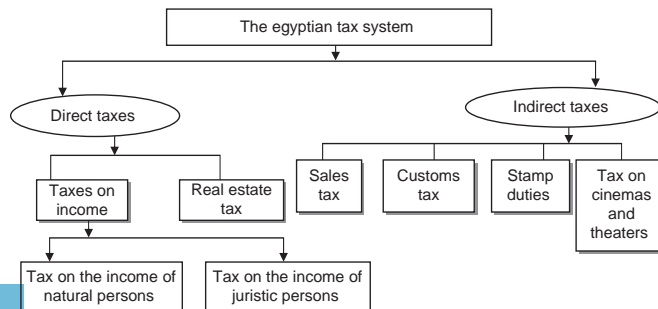 The egyptian tax system
Direct taxes
Indirect taxes
Taxes on
income
Real estate
tax
Sales
tax
Customs
tax
Stamp
duties
Tax on
cinemas
and
theaters
Tax on the income of
natural persons
Tax on the income of
juristic persons